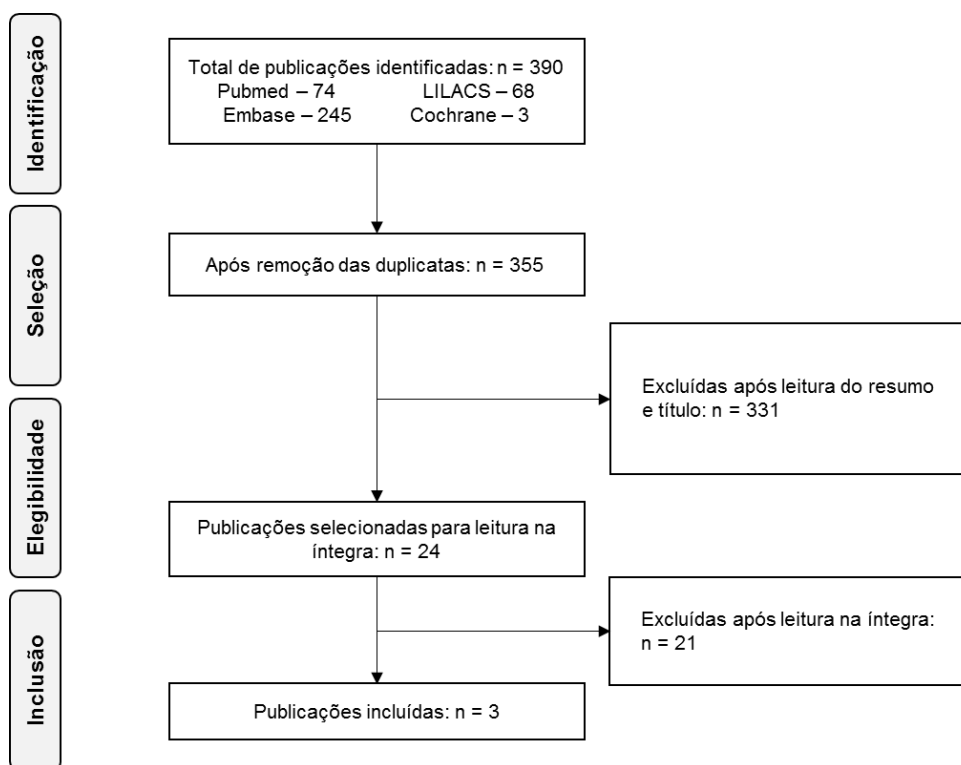 Identificação
Total de publicações identificadas: n = 390
Pubmed – 74 LILACS – 68
Embase – 245 Cochrane – 3
Seleção
Após remoção das duplicatas: n = 355
Excluídas após leitura do resumo
e título: n = 331
Elegibilidade
Publicações selecionadas para leitura na
íntegra: n = 24
Inclusão
Excluídas após leitura na íntegra:
n = 21
Publicações incluídas: n = 3